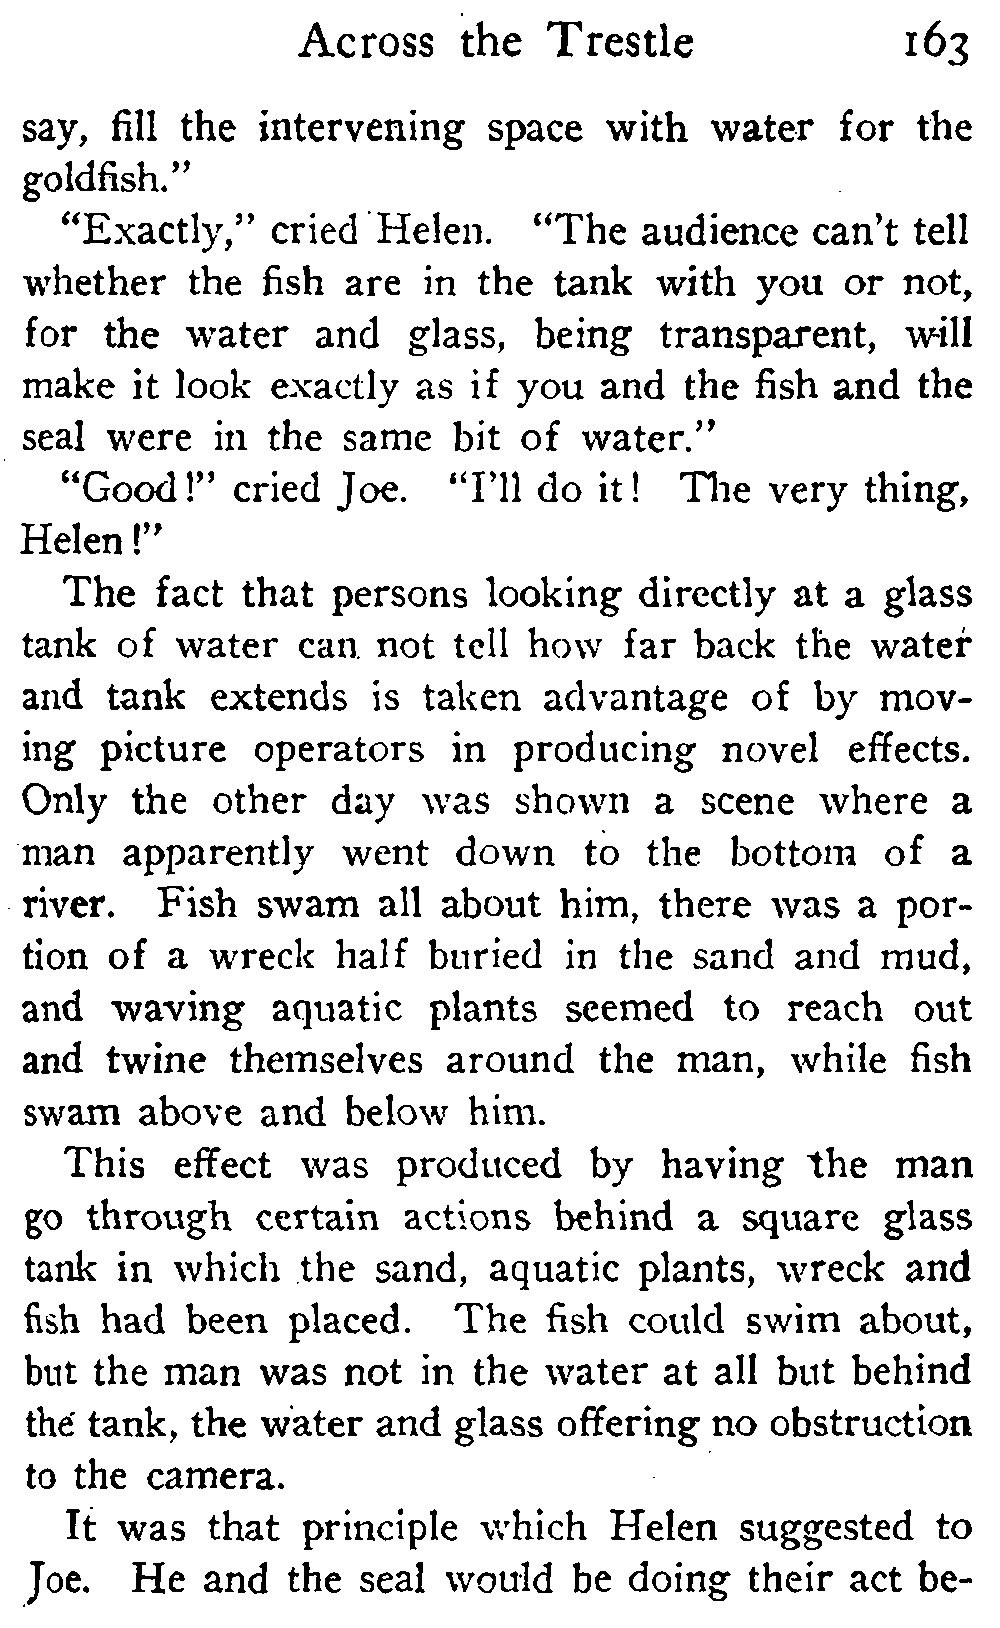 Across the Trestle 163
say, fill the intervening space with water for the
goldfish."
"Exactly," cried Helen. "The audience can't tell
whether the fish are in the tank with you or not,
for the water and glass, being transparent, will
make it look exactly as if you and the fish and the
seal were in the same bit of water."
"Good!" cried Joe. "I'll do it! The very thing,
Helen!"
The fact that persons looking directly at a glass
tank of water can not tell how far back the water
and tank extends is taken advantage of by mov-
ing picture operators in producing novel effects.
Only the other day was shown a scene where a
man apparently went down to the bottom of a
river. Fish swam all about him, there was a por-
tion of a wreck half buried in the sand and mud,
and waving aquatic plants seemed to reach out
and twine themselves around the man, while fish
swam above and below him.
This effect was produced by having the man
go through certain actions behind a square glass
tank in which the sand, aquatic plants, wreck and
fish had been placed. The fish could swim about,
but the man was not in the water at all but behind
the tank, the water and glass offering no obstruction
to the camera.
It was that principle which Helen suggested to
Joe. He and the seal would be doing their act be-